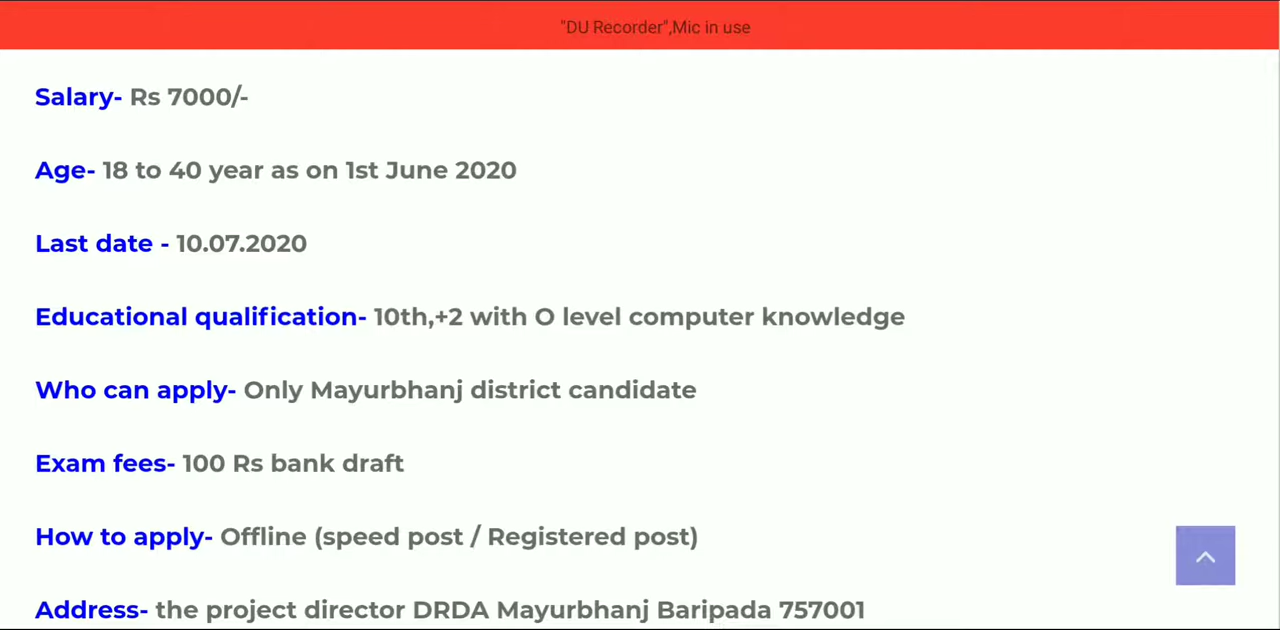 "DU Recorder",Mic in use
Salary- Rs 7000/-
Age- 18 to 40 year as on 1st June 2020
Last date - 10.07.2020
Educational qualification- 10th,+2 with O level computer knowledge
Who can apply- Only Mayurbhanj district candidate
Exam fees- 100 Rs bank draft
How to apply- Offline (speed post / Registered post)
Address- the project director DRDA Mayurbhanj Baripada 757001